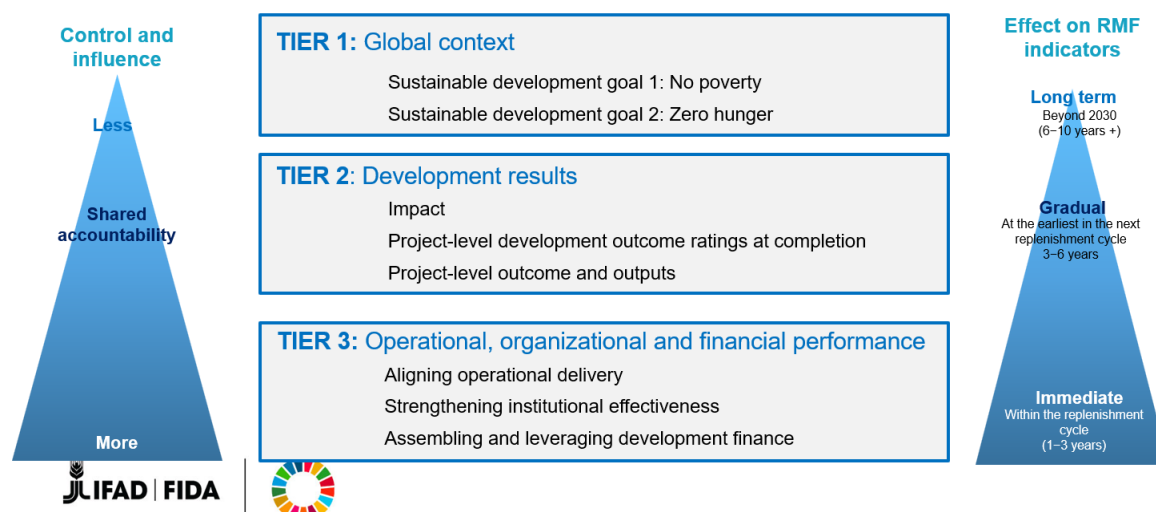 Control and
influence
Less
Shared
accountability
More
TIER 1: Global context
Sustainable development goal 1: No poverty
Sustainable development goal 2: Zero hunger
TIER 2: Development results
Impact
Project-level development outcome ratings at completion
Project-level outcome and outputs
TIER 3: Operational, organizational and financial performance
Aligning operational delivery
Strengthening institutional effectiveness
Assembling and leveraging development finance
Effect on RMF
indicators
Long term
Beyond 2030
(6−10 years +)
Gradual
At the earliest in the next
replenishment cycle
3−6 years
Immediate
Within the replenishment
cycle
(1−3 years)
JLIFAD | FIDA